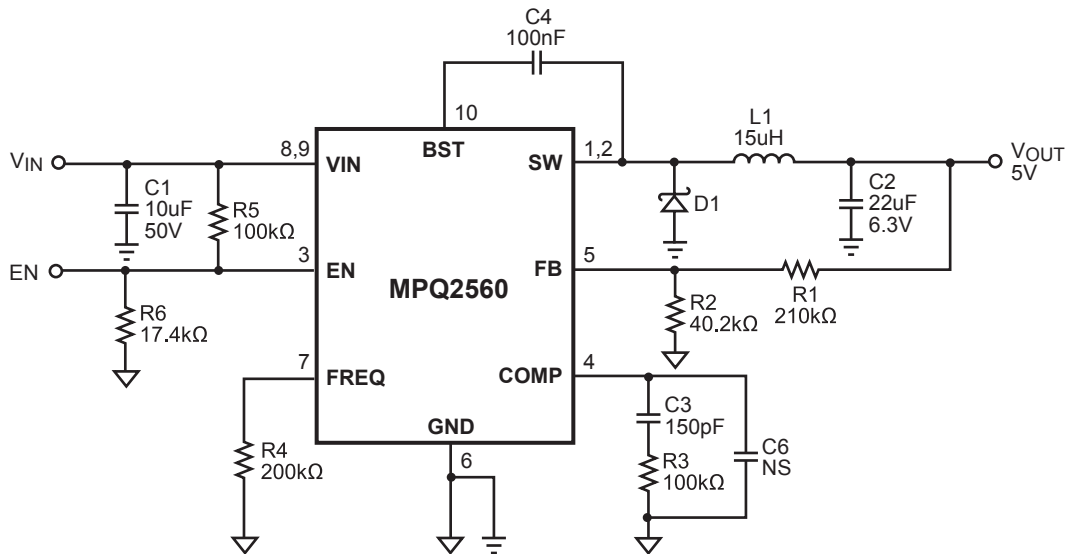 C4
100nF
10
L1
15uH
VIN
8,9
VIN
BST
SW
1,2
VOUT
5V
C1
10uF
50V
R5
100kΩ
D1
C2
22uF
6.3V
EN
3
EN
MPQ2560
FB
5
R1
210kΩ
R2
40.2kΩ
R6
17.4kΩ
7
FREQ
COMP
4
R4
200kΩ
GND
6
C3
150pF
R3
100kΩ
C6
NS